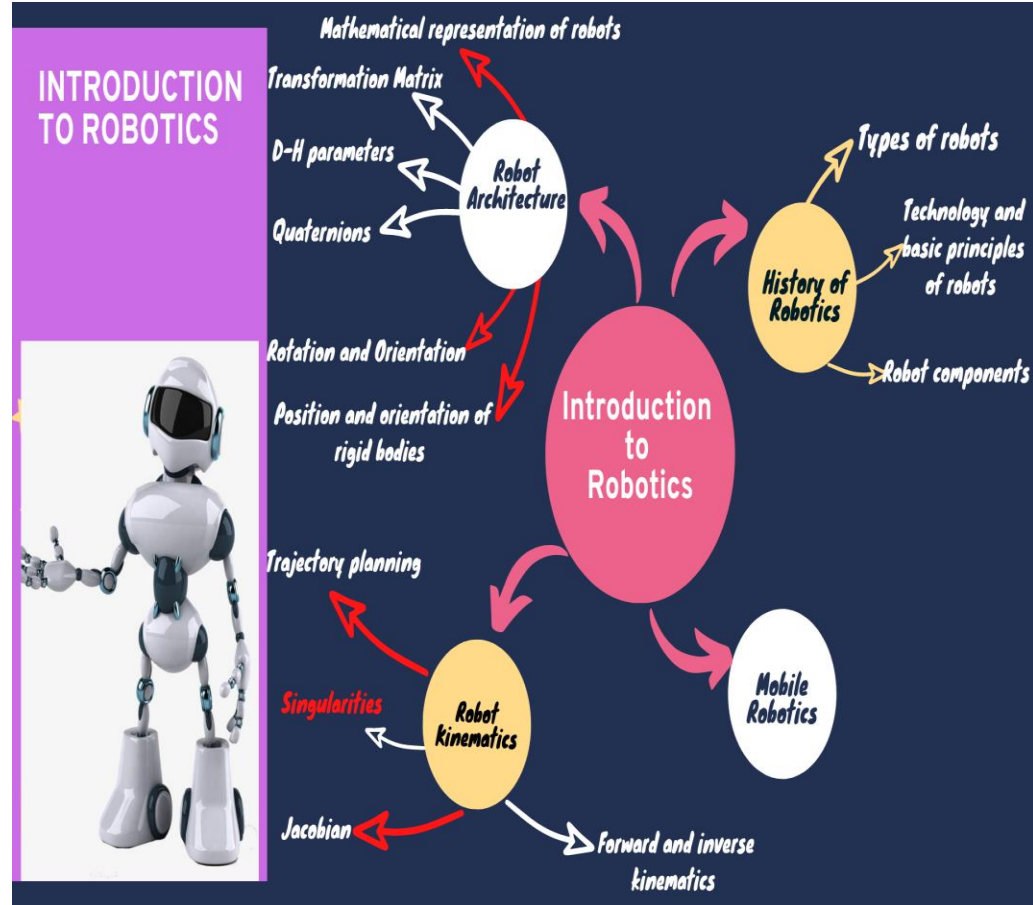 INTRODUCTION
TO ROBOTICS
Mathematical representation of robots
Transformation Matrix
D-H parameters
Quaternions
Robot
Architecture
Rotation and Orientation
Position and orientation of
rigid bodies
Types of robots
Technology and
basic principles
of robots
History of
Robotics
Robot components
Introduction
to
Robotics
Trajectory planning
Singularities
Robot
Kinematics
Jacobian
Forward and inverse
kinematics
Mobile
Robotics